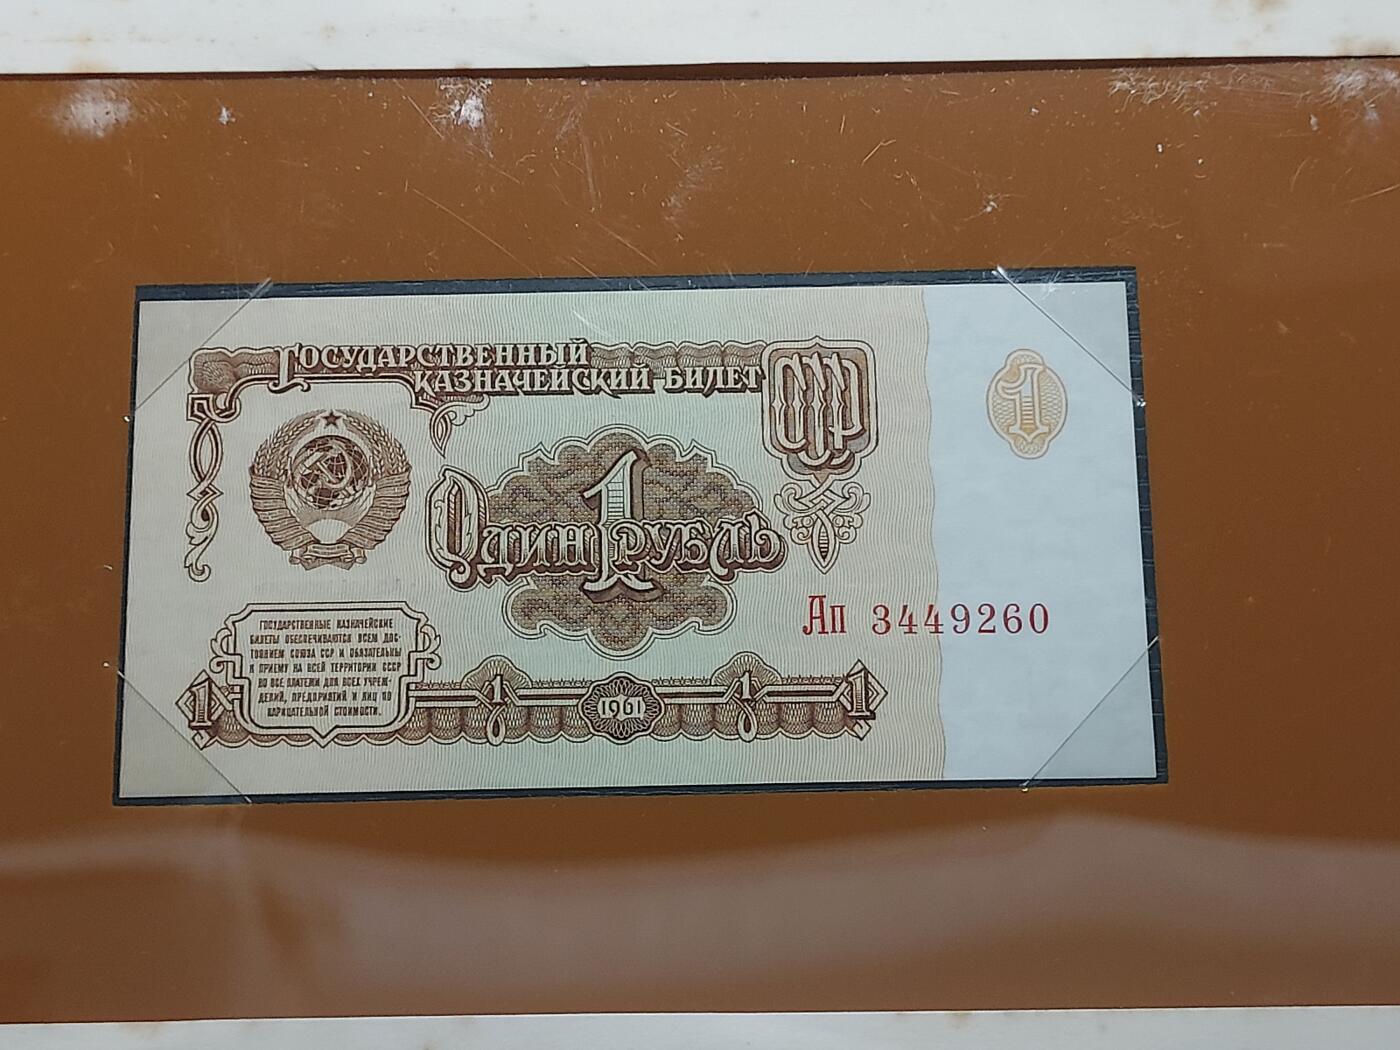 ГОСУДАРСТВЕННЫЙ
КАЗНАЧЕЙСКИЙ БИЛЕТ
СССР
1
1
ОДИН РУБЛЬ
Ап 3449260
ГОСУДАРСТВЕННЫЕ КАЗНАЧЕЙСКИЕ
БИЛЕТЫ ОБЕСПЕЧИВАЮТСЯ ВСЕМ ДОС-
ТОЯНИЕМ СОЮЗА ССР И ОБЯЗАТЕЛЬНЫ
К ПРИЕМУ НА ВСЕЙ ТЕРРИТОРИИ СССР
ВО ВСЕ ПЛАТЕЖИ ДЛЯ ВСЕХ УЧРЕЖ-
ДЕНИЙ, ПРЕДПРИЯТИЙ И ЛИЦ ПО
НАРИЦАТЕЛЬНОЙ СТОИМОСТИ.
1 1 1961 1 1